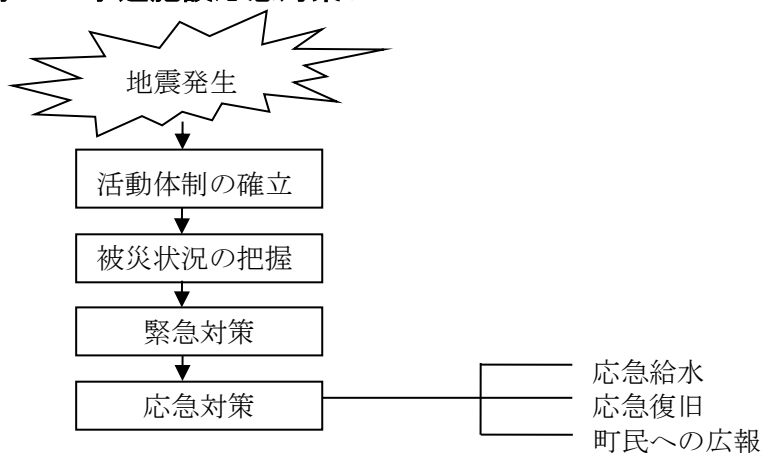 地震発生
活動体制の確立
被災状況の把握
緊急対策
応急対策
応急給水
応急復旧
町民への広報